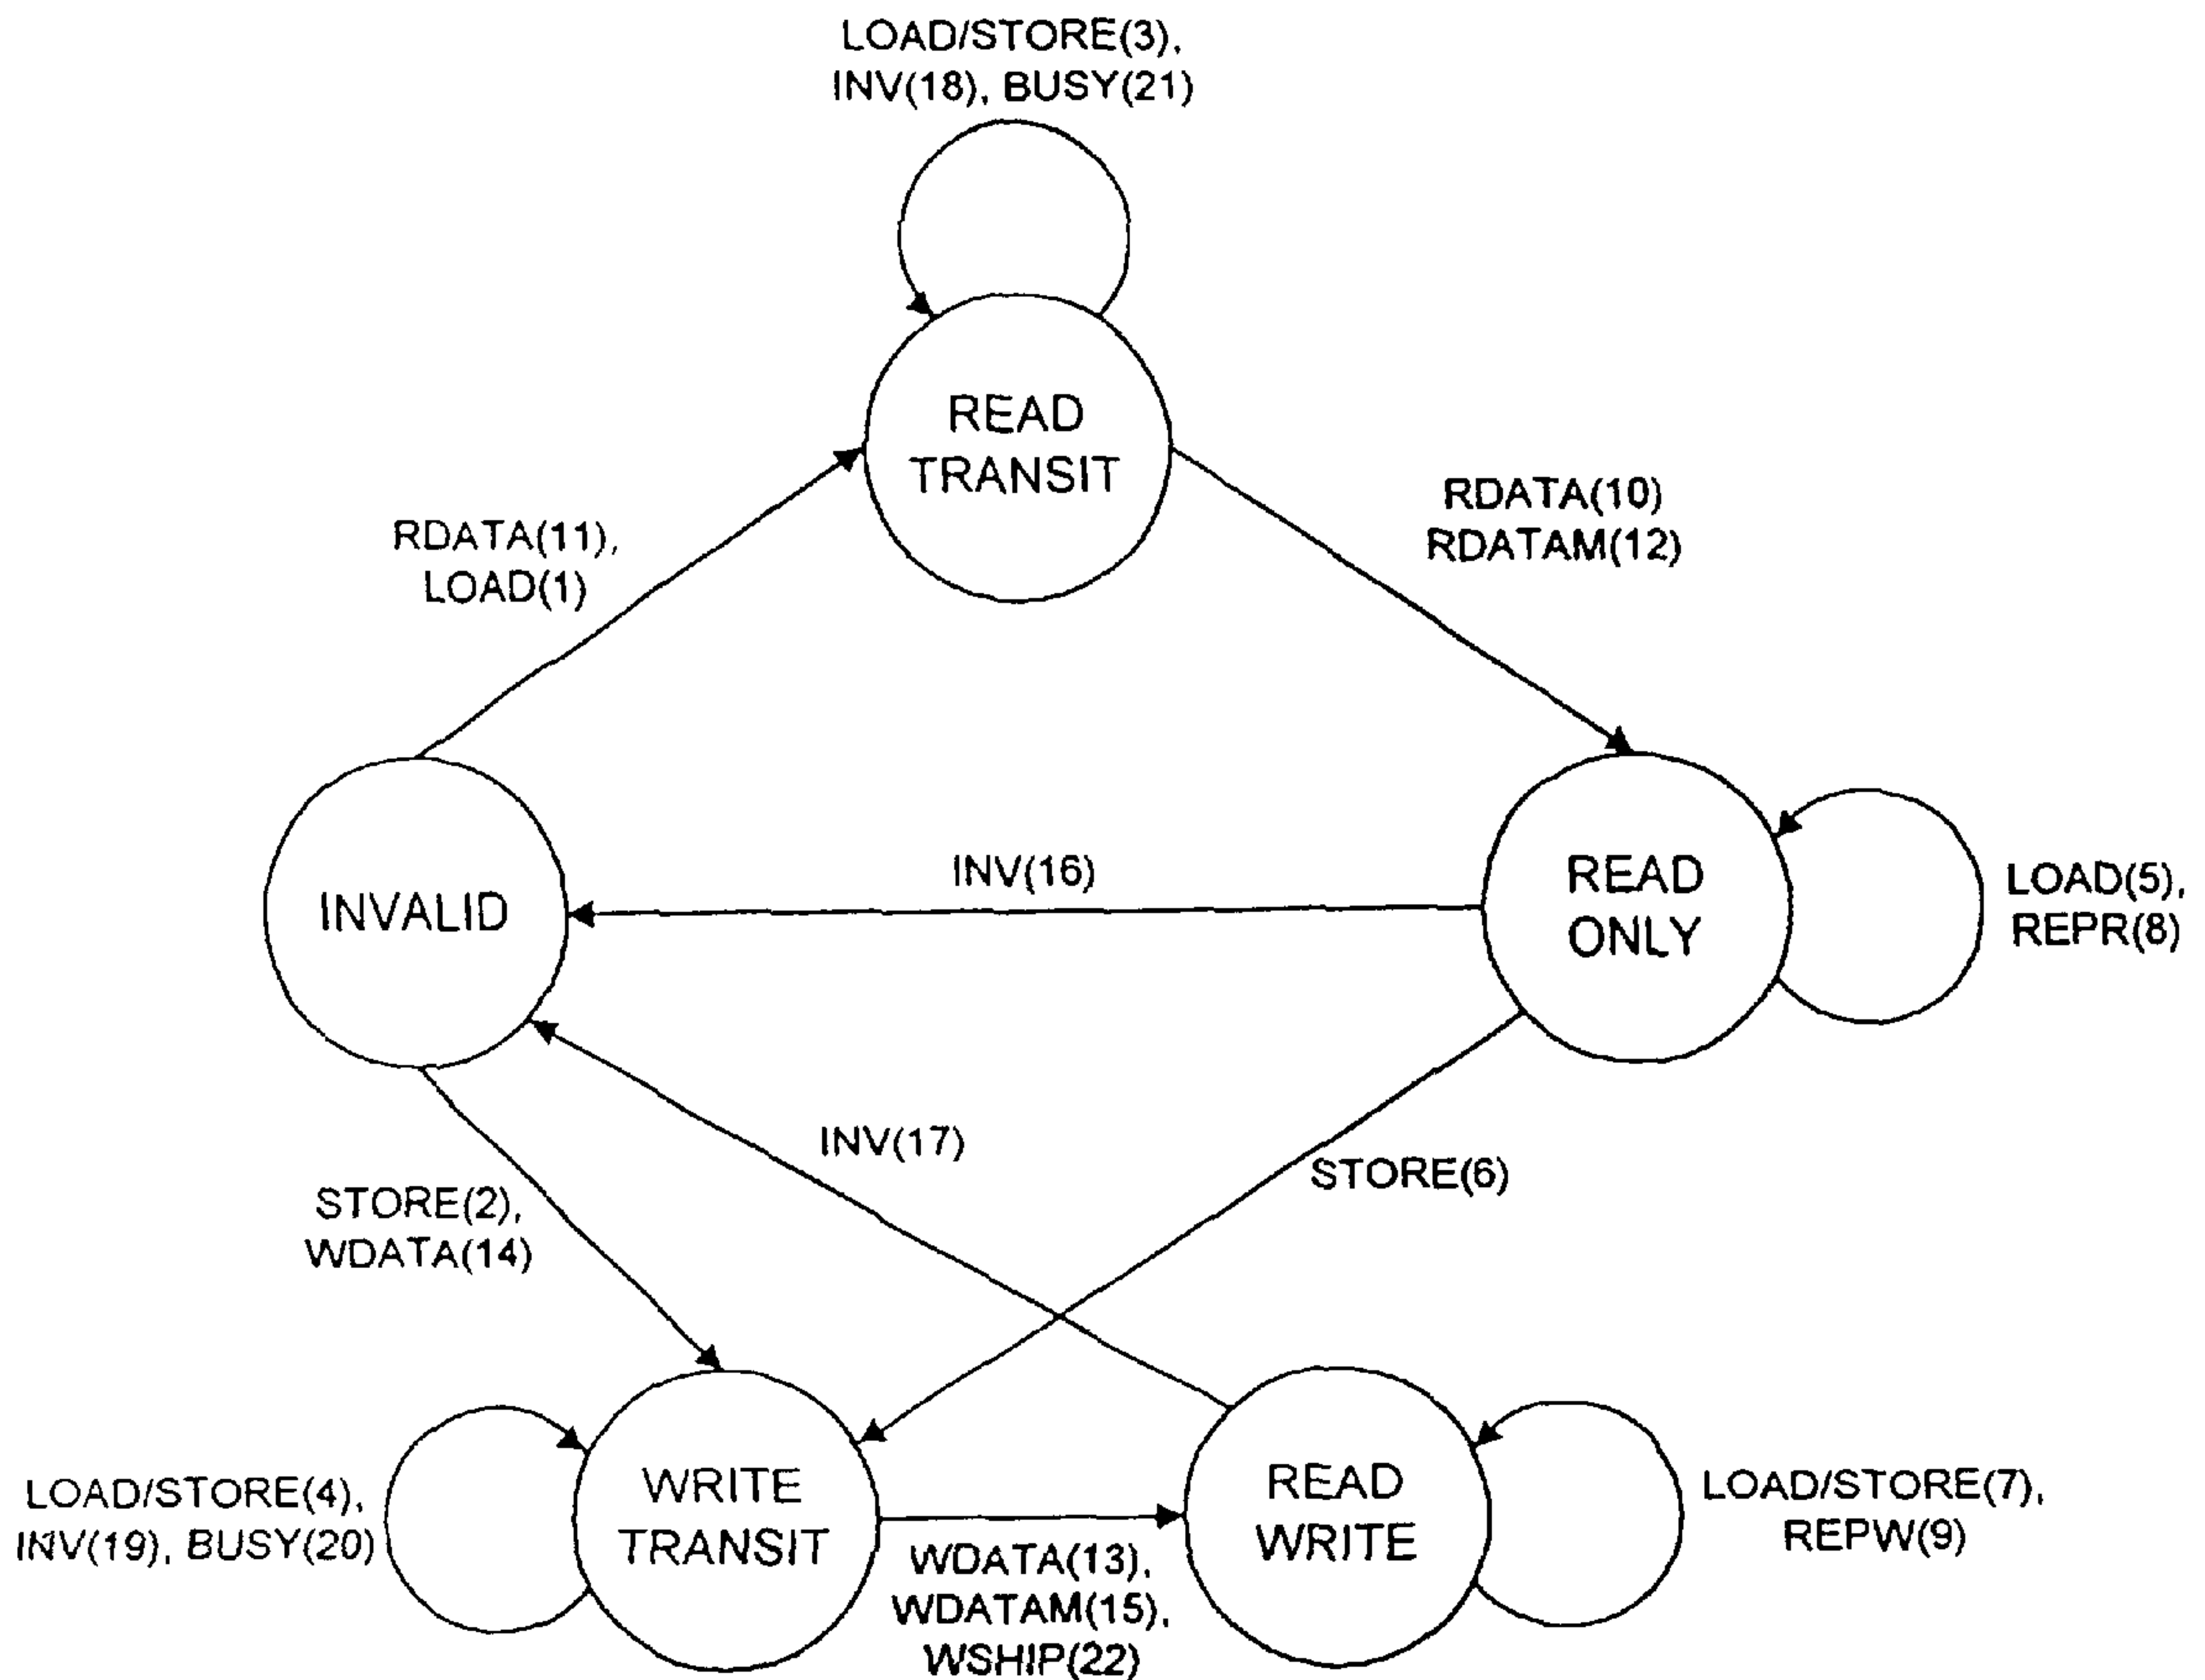 LOAD/STORE(3),
INV(18), BUSY(21)
READ
TRANSIT
RDATA(10)
RDATAM(12)
RDATA(11),
LOAD(1)
INVALID
INV(16)
READ
ONLY
LOAD(5),
REPR(8)
INV(17)
STORE(6)
STORE(2),
WDATA(14)
LOAD/STORE(4),
INV(19), BUSY(20)
WRITE
TRANSIT
WDATA(13),
WDATAM(15),
WSHIP(22)
READ
WRITE
LOAD/STORE(7),
REPW(9)